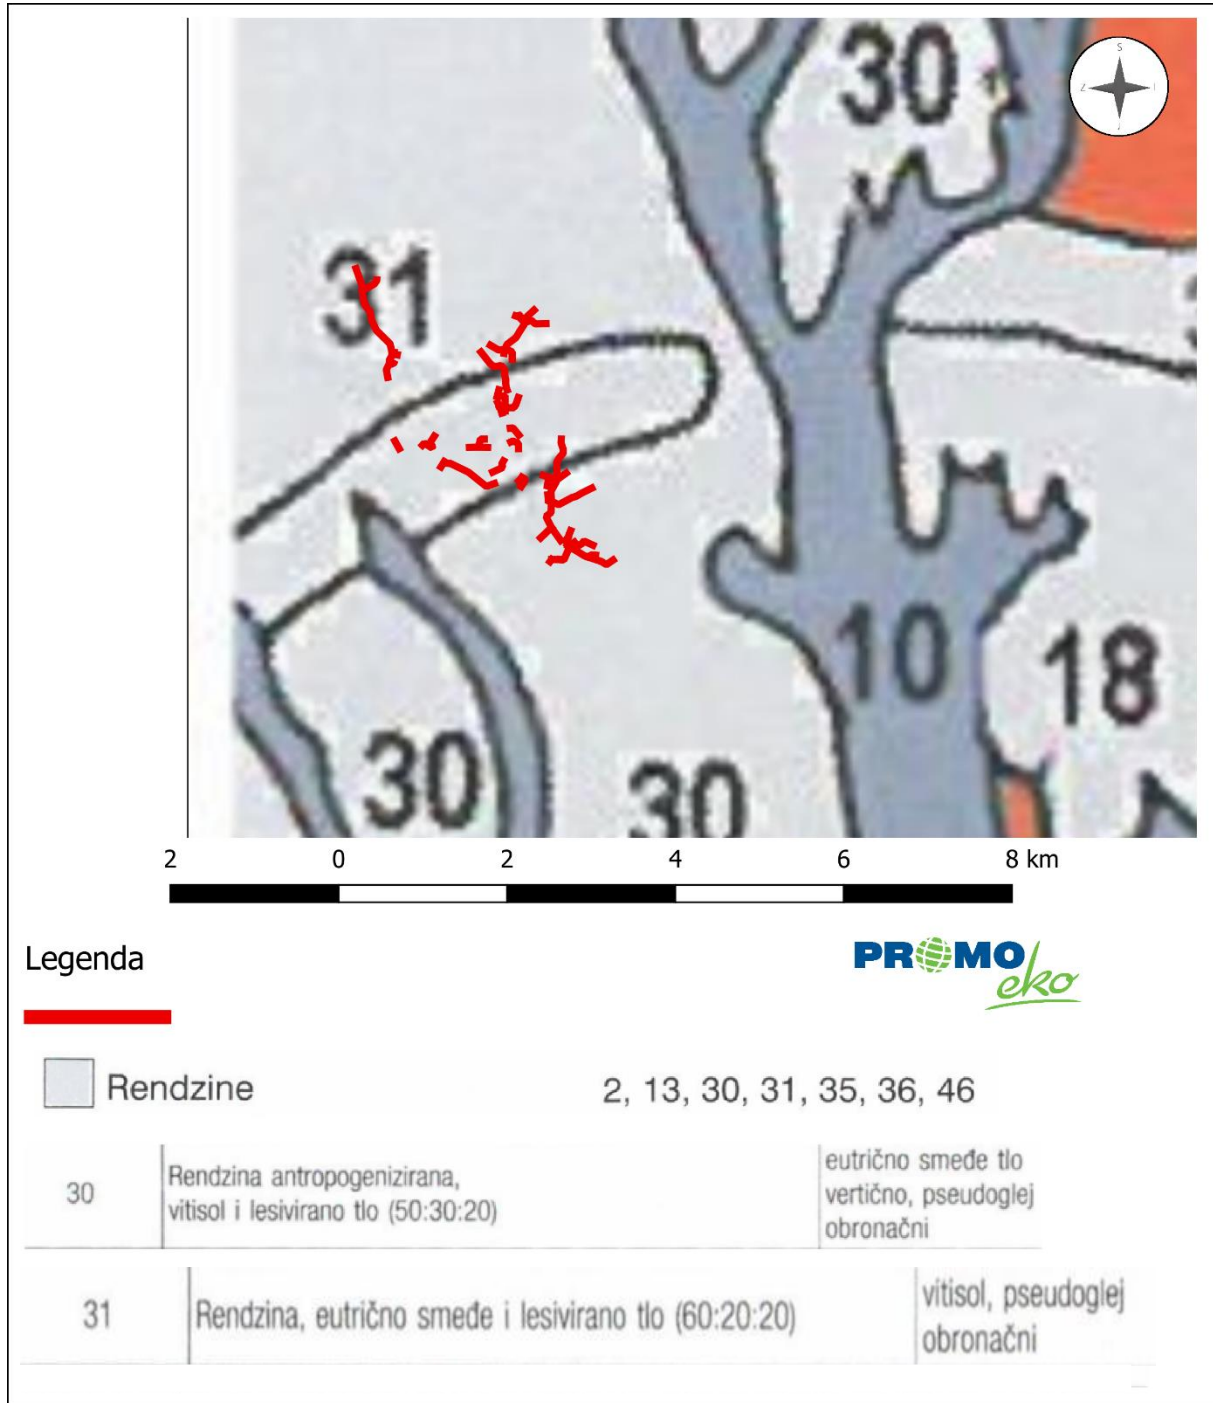 30
S
Z I
J
31
10
18
30
30
2 0 2 4 6 8 km
Legenda
PROMO
eko
Rendzine 2, 13, 30, 31, 35, 36, 46
30 Rendzina antropogenizirana, eutrično smeđe tlo
vitisol i lesivirano tlo (50:30:20) vertično, pseudoglej
obronačni
31 Rendzina, eutrično smeđe i lesivirano tlo (60:20:20) vitisol, pseudoglej
obronačni